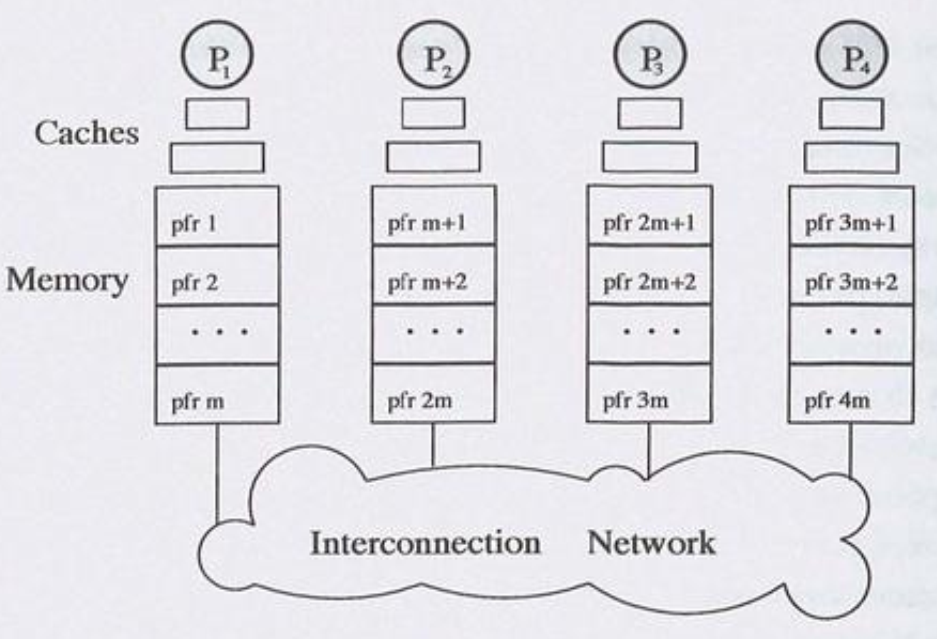 P1 P2 P3 P4
Caches
pfr 1 pfr m+1 pfr 2m+1 pfr 3m+1
Memory pfr 2 pfr m+2 pfr 2m+2 pfr 3m+2
. . . . . . . . . . . .
pfr m pfr 2m pfr 3m pfr 4m
Interconnection Network